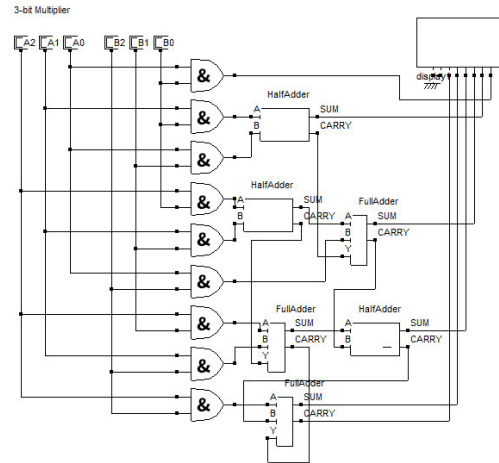 3-bit Multiplier
A2 A1 A0 B2 B1 B0
display
&
HalfAdder
A SUM
B CARRY
&
&
&
HalfAdder
A SUM
B CARRY
&
FullAdder
A SUM
B CARRY
Y
&
&
FullAdder
A SUM
B CARRY
Y
HalfAdder
A SUM
B CARRY
&
&
FullAdder
A SUM
B CARRY
Y